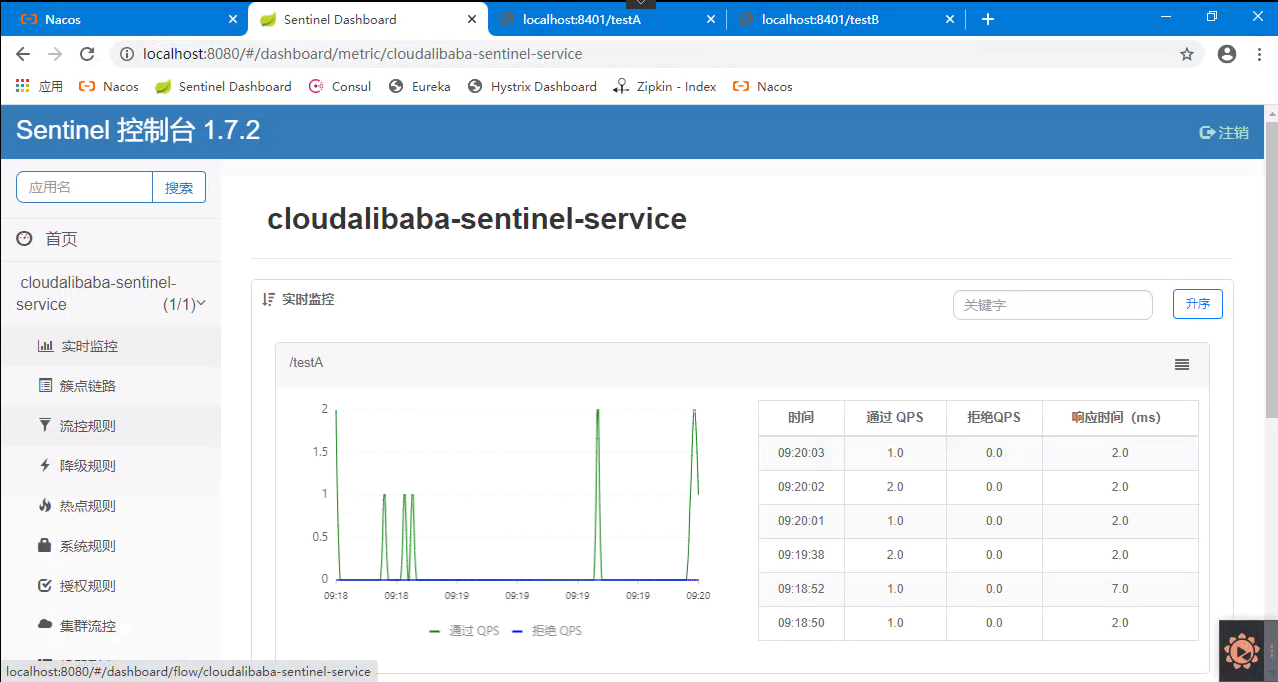 Nacos
Sentinel Dashboard
localhost:8401/testA
localhost:8401/testB
localhost:8080/#/dashboard/metric/cloudalibaba-sentinel-service
应用 Nacos Sentinel Dashboard Consul Eureka Hystrix Dashboard Zipkin - Index Nacos
Sentinel 控制台 1.7.2
注销
应用名 搜索
首页
cloudalibaba-sentinel-
service (1/1)
实时监控
簇点链路
流控规则
降级规则
热点规则
系统规则
授权规则
集群流控
cloudalibaba-sentinel-service
实时监控
关键字 升序
/testA
2
1.5
1
0.5
0
09:18 09:18 09:19 09:19 09:19 09:19 09:20
通过 QPS 拒绝 QPS
时间 通过 QPS 拒绝QPS 响应时间（ms）
09:20:03 1.0 0.0 2.0
09:20:02 2.0 0.0 2.0
09:20:01 1.0 0.0 2.0
09:19:38 2.0 0.0 2.0
09:18:52 1.0 0.0 7.0
09:18:50 1.0 0.0 2.0
localhost:8080/#/dashboard/flow/cloudalibaba-sentinel-service